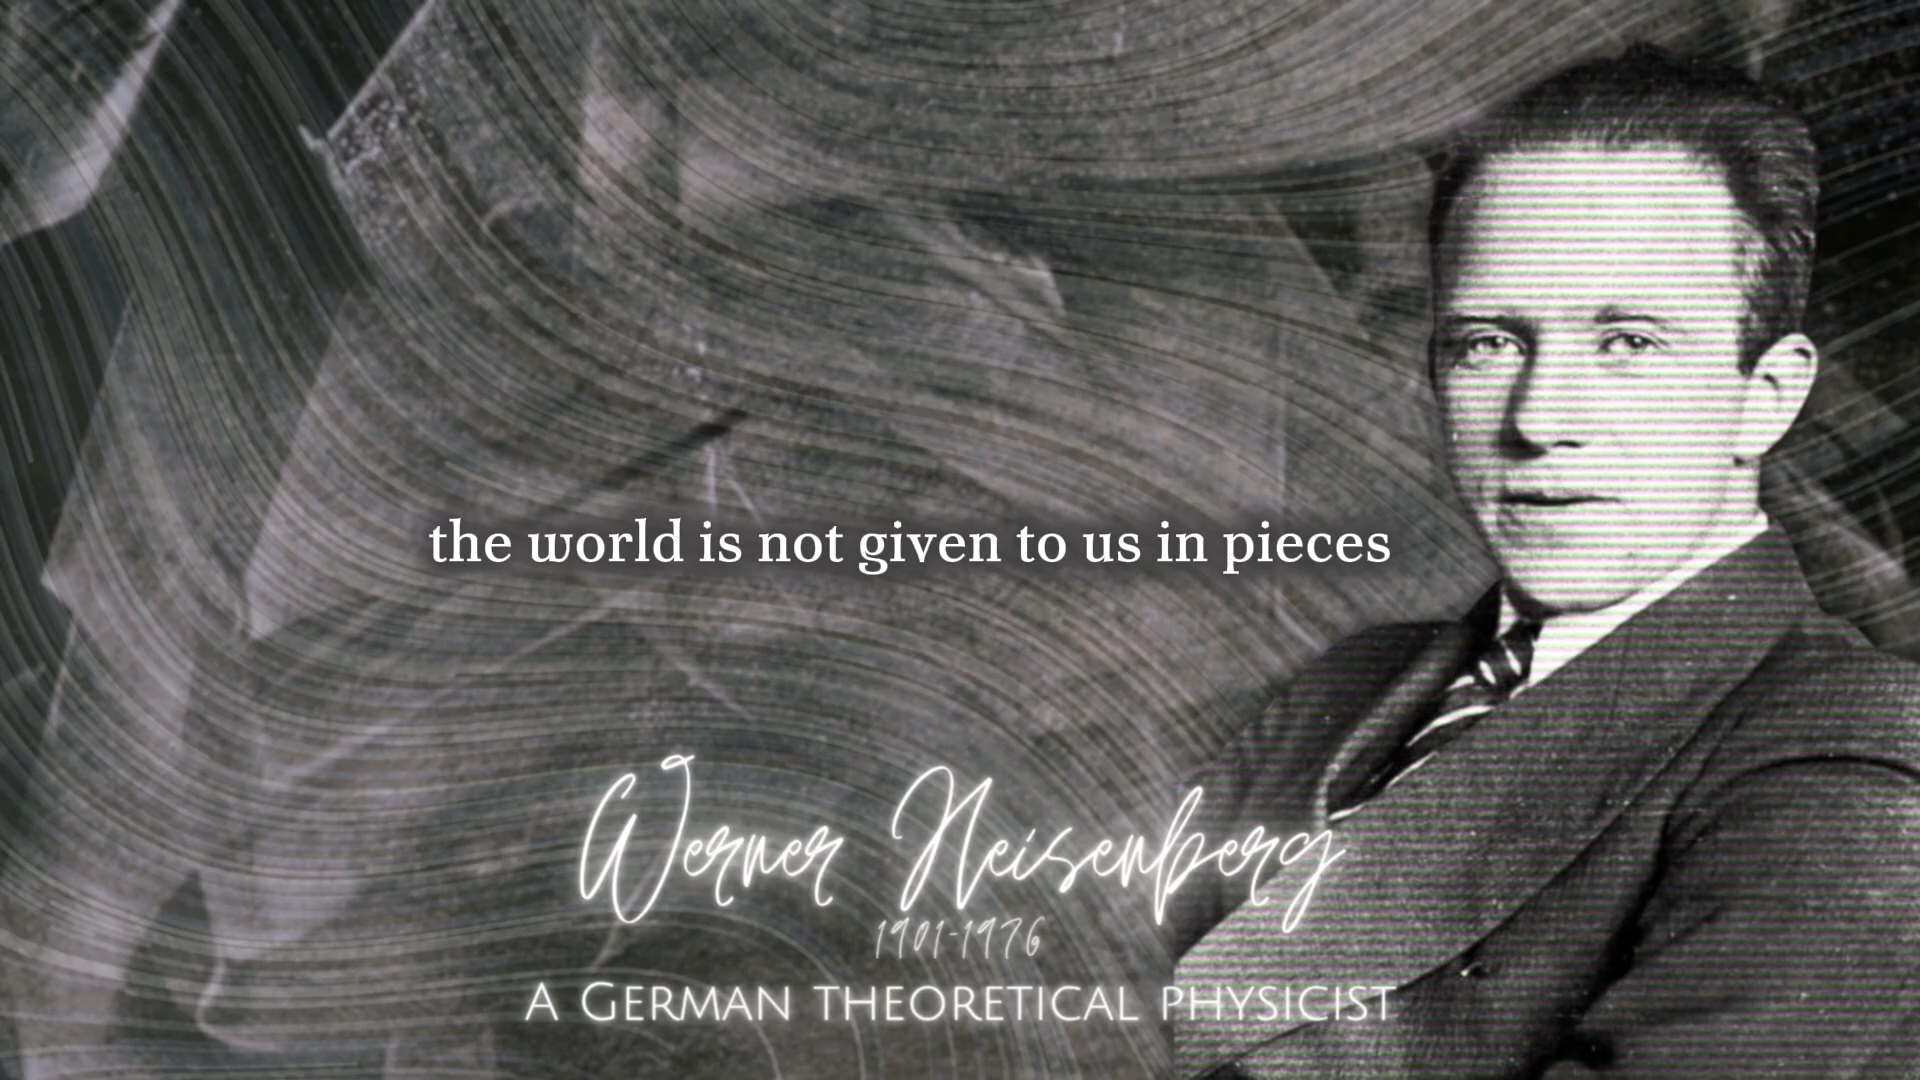 the world is not given to us in pieces
Werner Heisenberg
1901-1976
A GERMAN THEORETICAL PHYSICIST